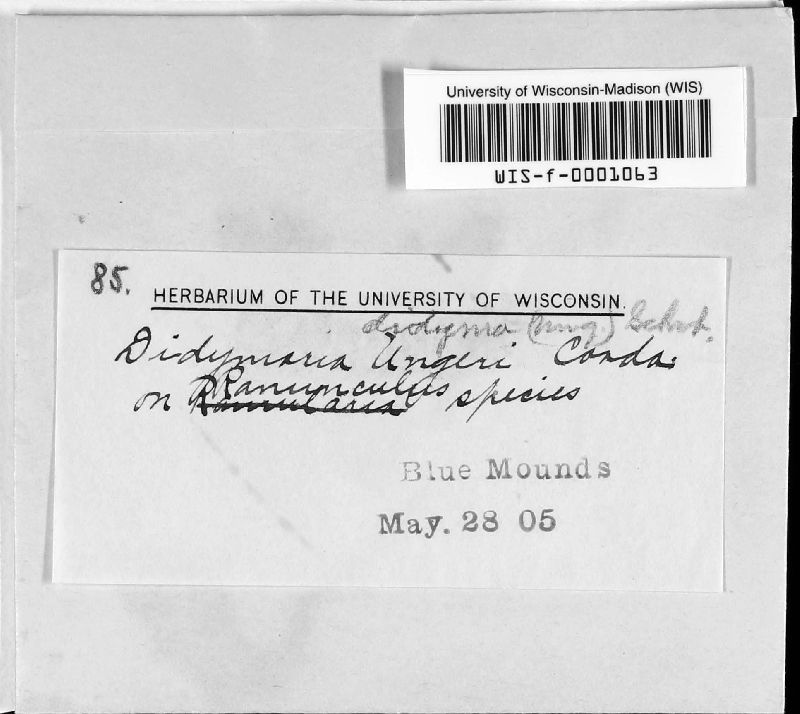 University of Wisconsin-Madison (WIS)
WIS-f-0001063
85.
HERBARIUM OF THE UNIVERSITY OF WISCONSIN.
didyma (Ung.) Schrt.
Didymaria Ungeri Corda.
Ranunculus
on Ramularia species
Blue Mounds
May. 28 05